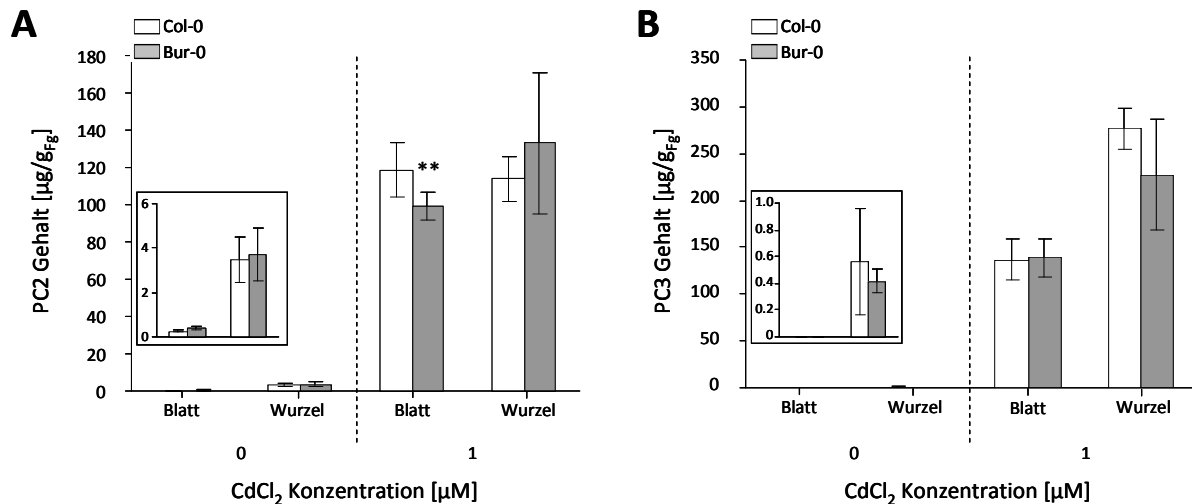 A
Col-0
Bur-0
PC2 Gehalt [µg/gFg]
180
160
140
120
100
80
60
40
20
0
6
4
2
0
**
Blatt Wurzel Blatt Wurzel
0 1
CdCl2 Konzentration [µM]
B
Col-0
Bur-0
PC3 Gehalt [µg/gFg]
350
300
250
200
150
100
50
0
1.0
0.8
0.6
0.4
0.2
0
Blatt Wurzel Blatt Wurzel
0 1
CdCl2 Konzentration [µM]